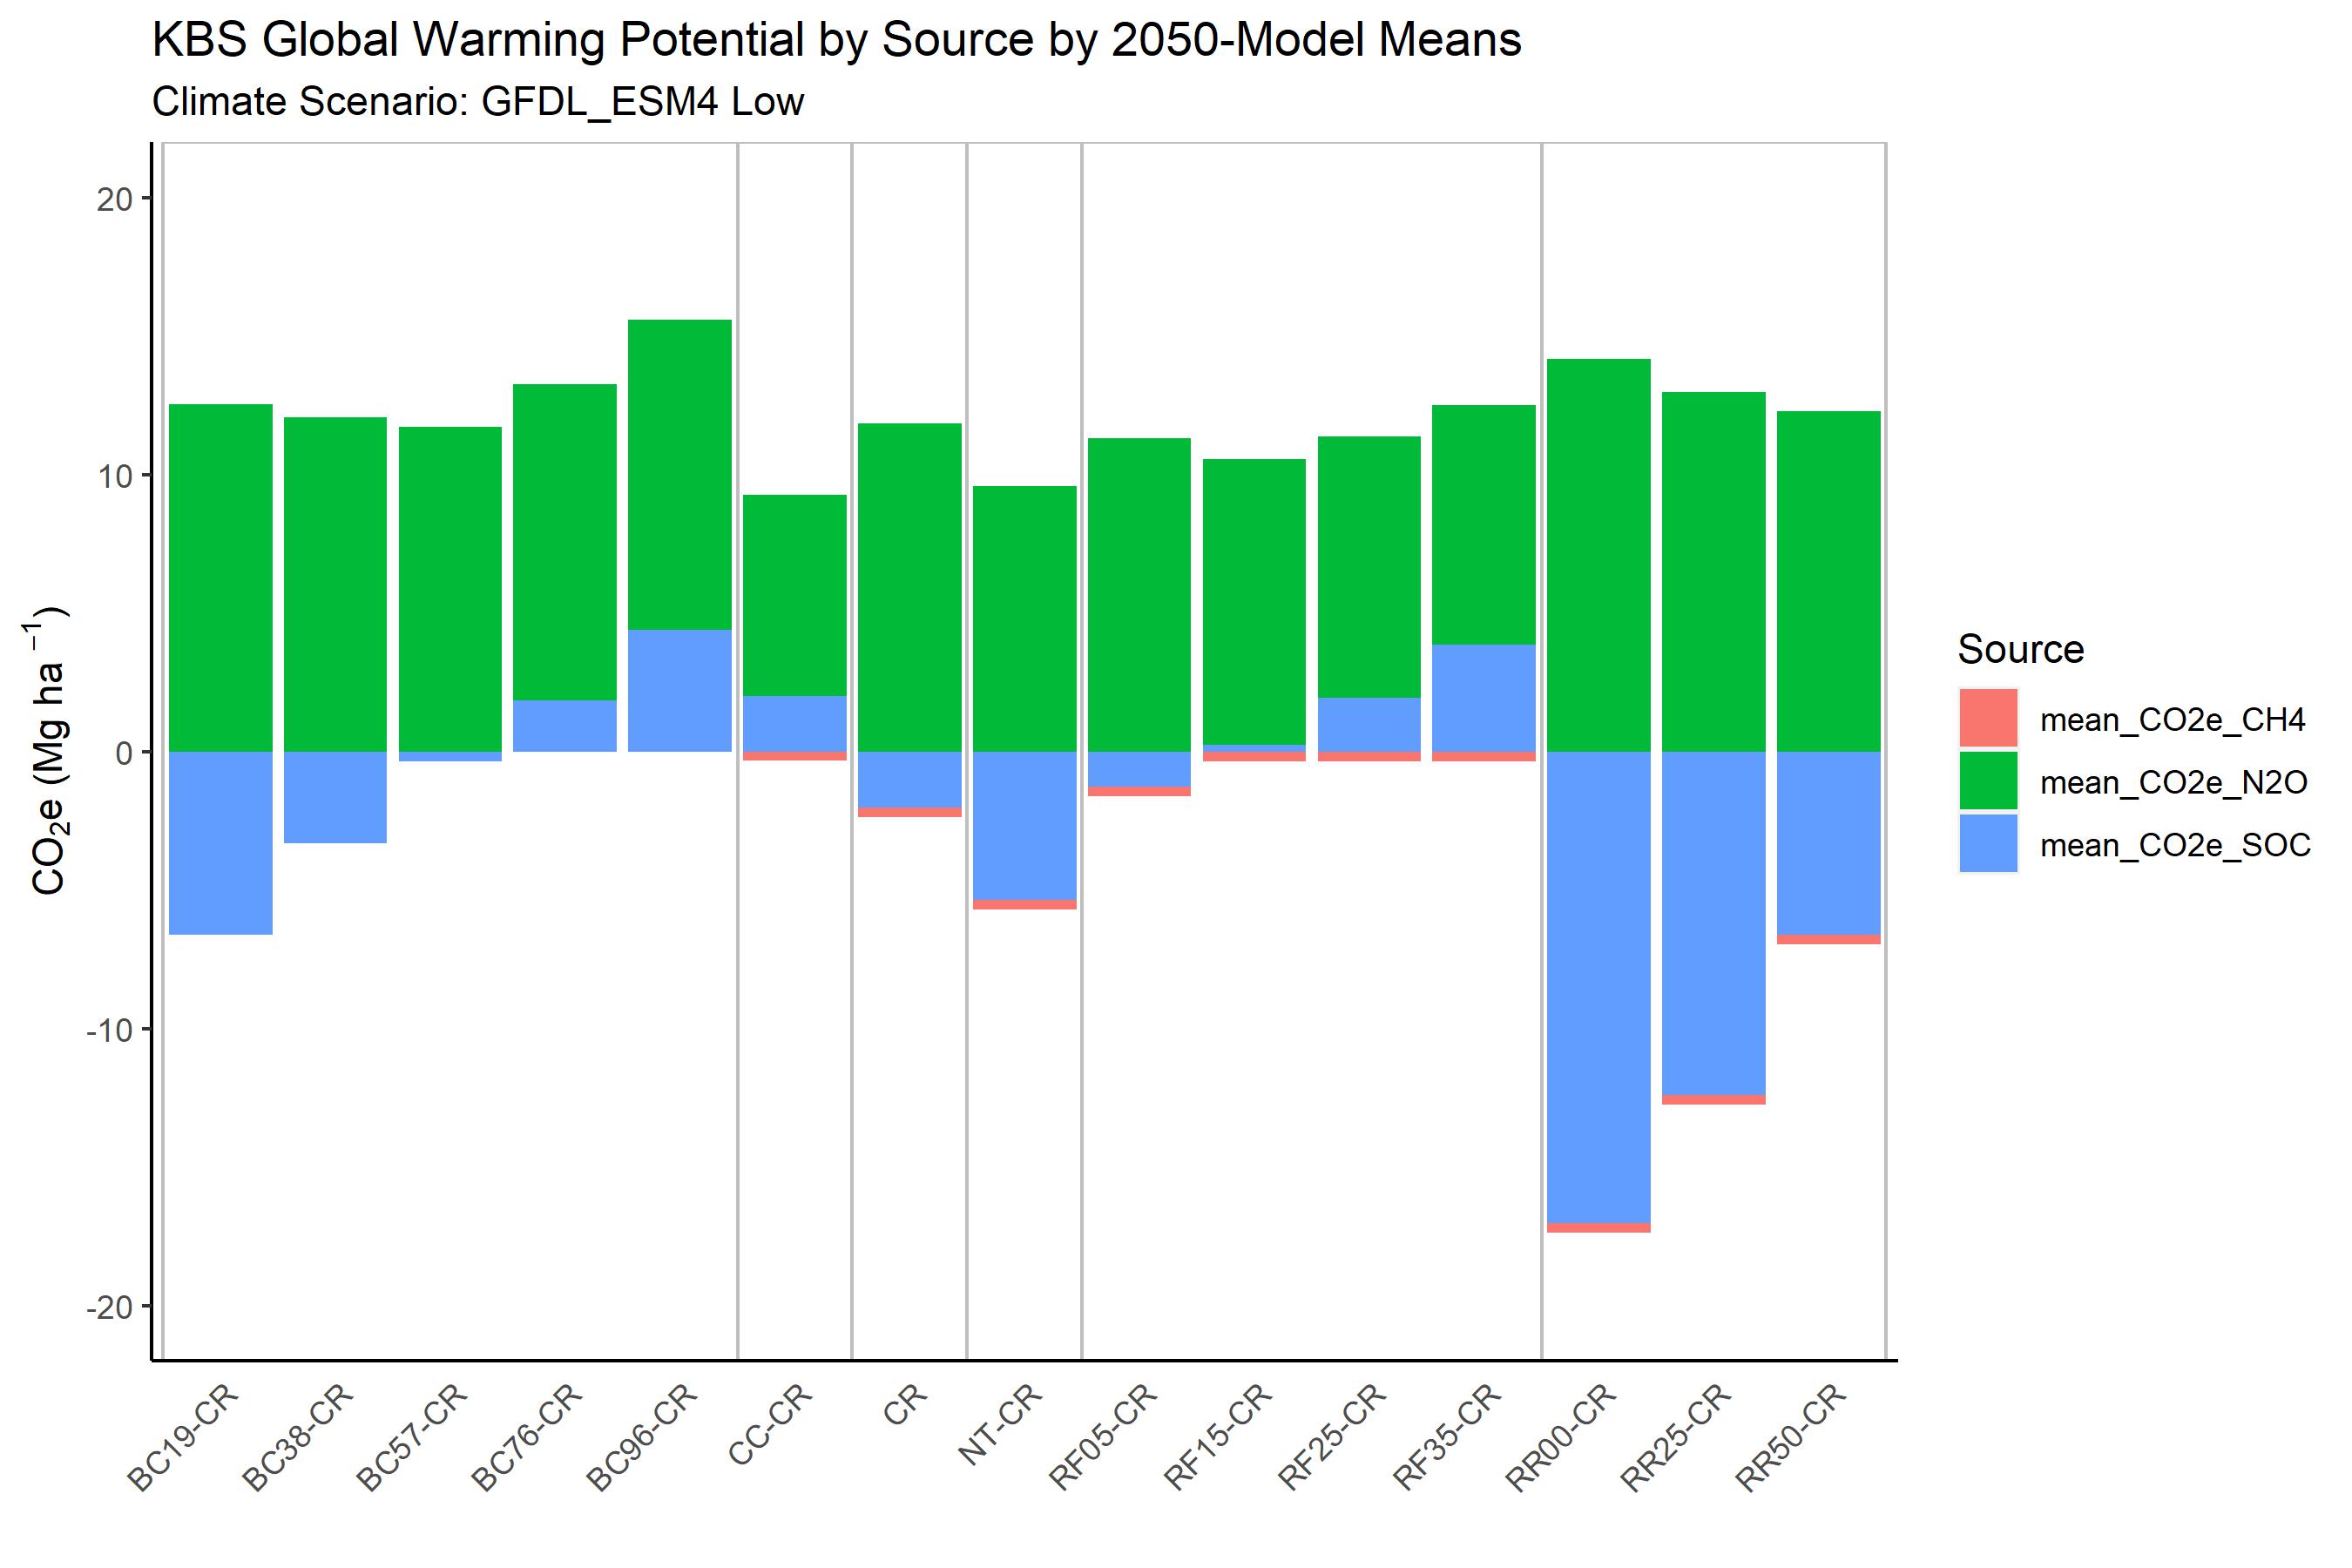 KBS Global Warming Potential by Source by 2050-Model Means
Climate Scenario: GFDL_ESM4 Low
20
10
0
-10
-20
CO₂e (Mg ha ⁻¹)
BC19-CR
BC38-CR
BC57-CR
BC76-CR
BC96-CR
CC-CR
CR
NT-CR
RF05-CR
RF15-CR
RF25-CR
RF35-CR
RR00-CR
RR25-CR
RR50-CR
Source
mean_CO2e_CH4
mean_CO2e_N2O
mean_CO2e_SOC